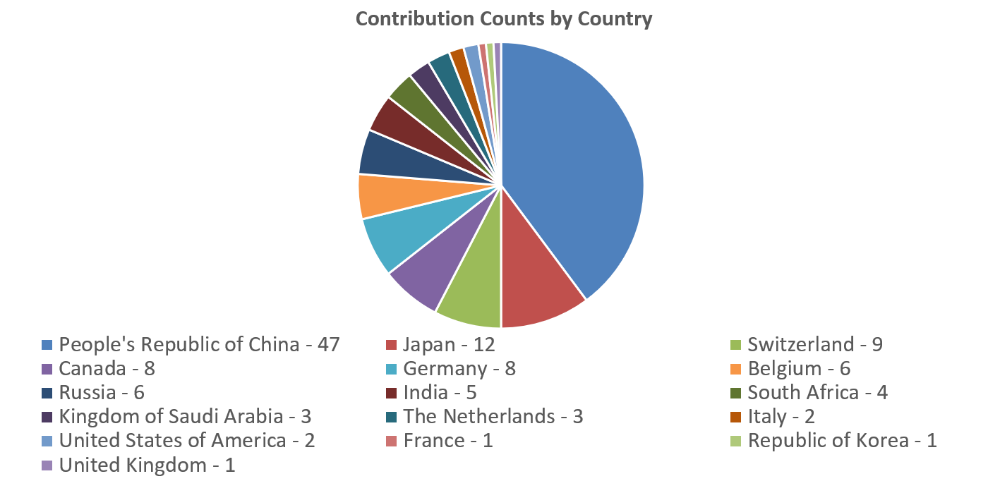 Contribution Counts by Country
People's Republic of China - 47 Japan - 12 Switzerland - 9
Canada - 8 Germany - 8 Belgium - 6
Russia - 6 India - 5 South Africa - 4
Kingdom of Saudi Arabia - 3 The Netherlands - 3 Italy - 2
United States of America - 2 France - 1 Republic of Korea - 1
United Kingdom - 1